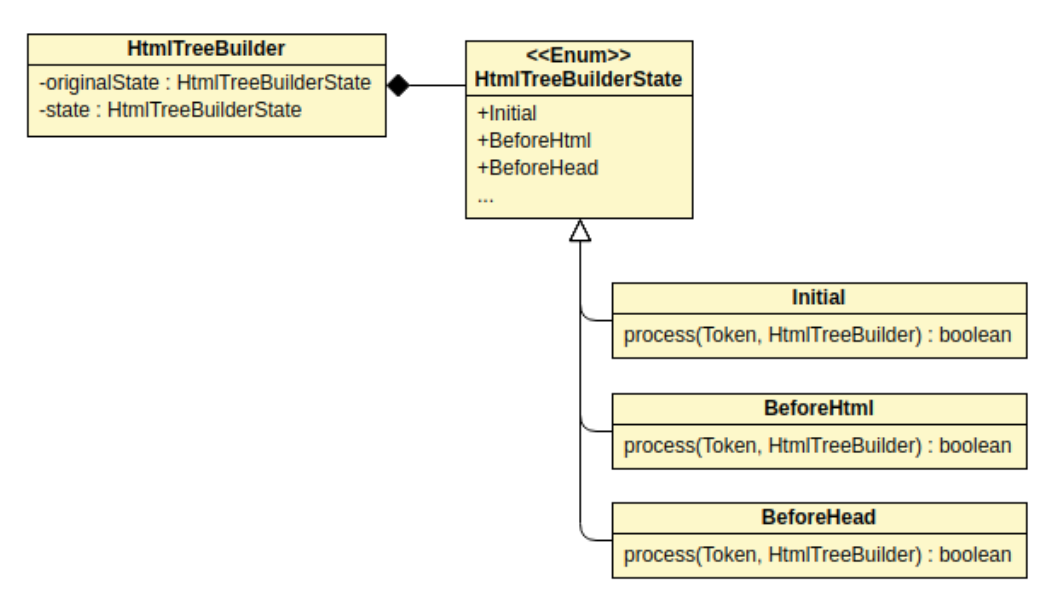 HtmlTreeBuilder
-originalState : HtmlTreeBuilderState
-state : HtmlTreeBuilderState
<<Enum>>
HtmlTreeBuilderState
+Initial
+BeforeHtml
+BeforeHead
...
Initial
process(Token, HtmlTreeBuilder) : boolean
BeforeHtml
process(Token, HtmlTreeBuilder) : boolean
BeforeHead
process(Token, HtmlTreeBuilder) : boolean